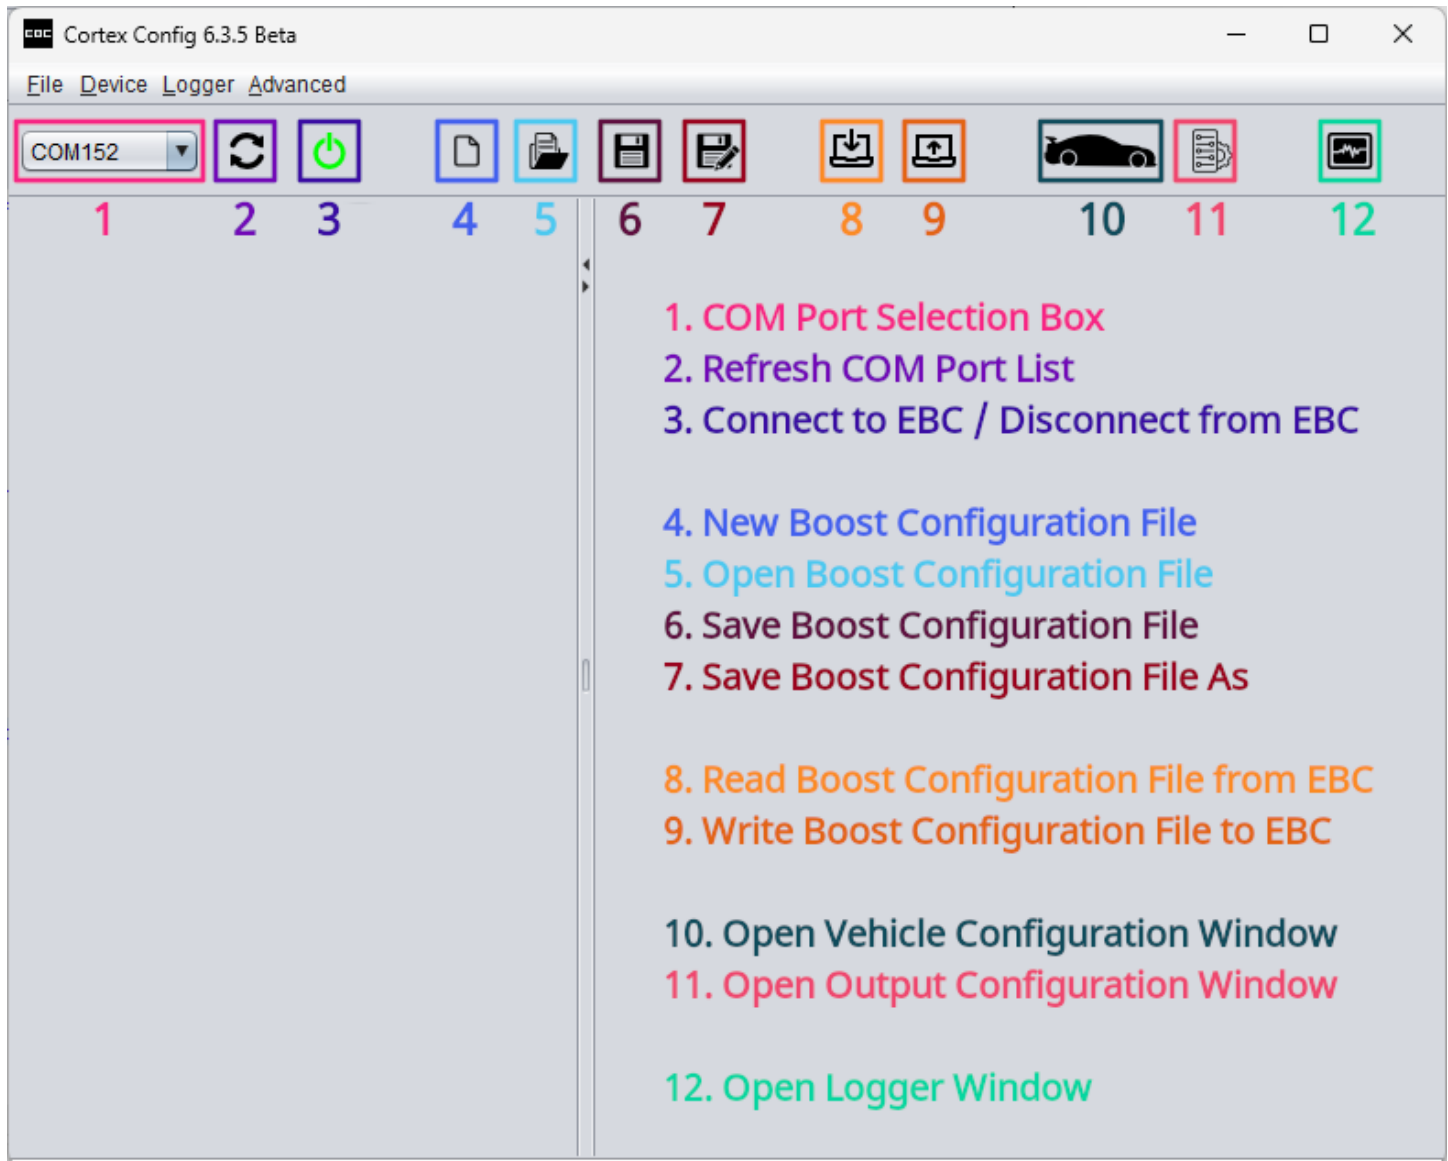 EBC Cortex Config 6.3.5 Beta
File Device Logger Advanced
COM152
1 2 3 4 5 6 7 8 9 10 11 12
1. COM Port Selection Box
2. Refresh COM Port List
3. Connect to EBC / Disconnect from EBC
4. New Boost Configuration File
5. Open Boost Configuration File
6. Save Boost Configuration File
7. Save Boost Configuration File As
8. Read Boost Configuration File from EBC
9. Write Boost Configuration File to EBC
10. Open Vehicle Configuration Window
11. Open Output Configuration Window
12. Open Logger Window